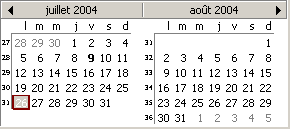 juillet 2004 août 2004
l m m j v s d l m m j v s d
27 28 29 30 1 2 3 4 31 1
28 5 6 7 8 9 10 11 32 2 3 4 5 6 7 8
29 12 13 14 15 16 17 18 33 9 10 11 12 13 14 15
30 19 20 21 22 23 24 25 34 16 17 18 19 20 21 22
31 26 27 28 29 30 31 35 23 24 25 26 27 28 29
36 30 31 1 2 3 4 5